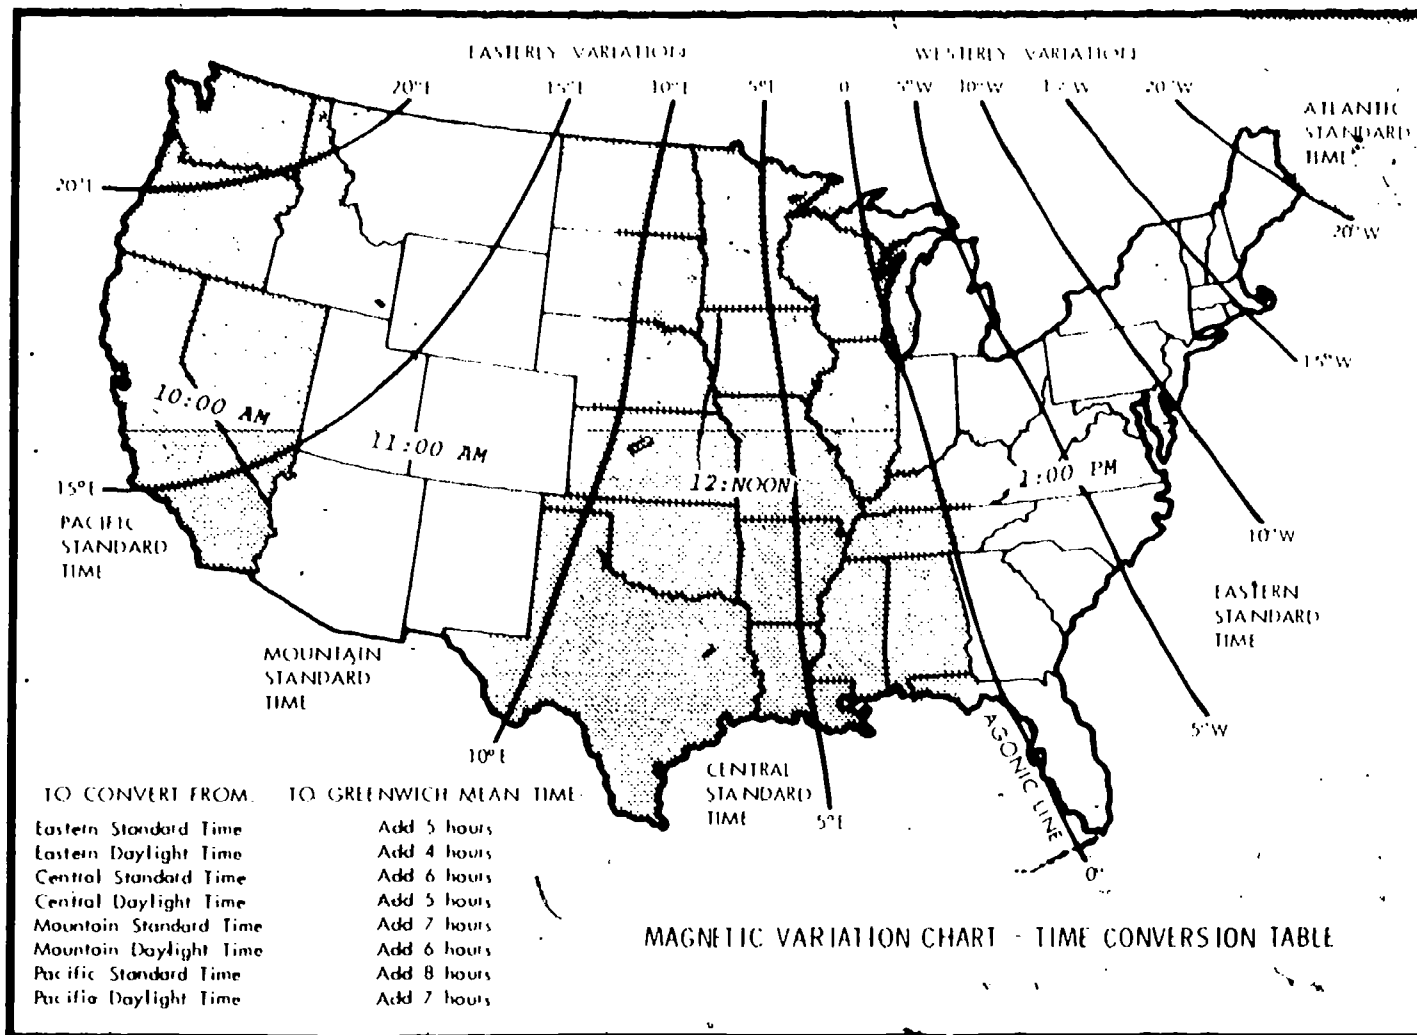 EASTERLY VARIATION
WESTERLY VARIATION
20°E
15°E
10°E
5°E
0
5°W
10°W
20°W
ATLANTIC
STANDARD
TIME
20°E
20°W
15°W
10:00 AM
11:00 AM
12:NOON
1:00 PM
15°E
PACIFIC
STANDARD
TIME
10°W
EASTERN
STANDARD
TIME
MOUNTAIN
STANDARD
TIME
5°W
10°E
AGONIC LINE
CENTRAL
STANDARD
TIME
5°E
0°
TO CONVERT FROM TO GREENWICH MEAN TIME
Eastern Standard Time Add 5 hours
Eastern Daylight Time Add 4 hours
Central Standard Time Add 6 hours
Central Daylight Time Add 5 hours
Mountain Standard Time Add 7 hours
Mountain Daylight Time Add 6 hours
Pacific Standard Time Add 8 hours
Pacific Daylight Time Add 7 hours
MAGNETIC VARIATION CHART - TIME CONVERSION TABLE